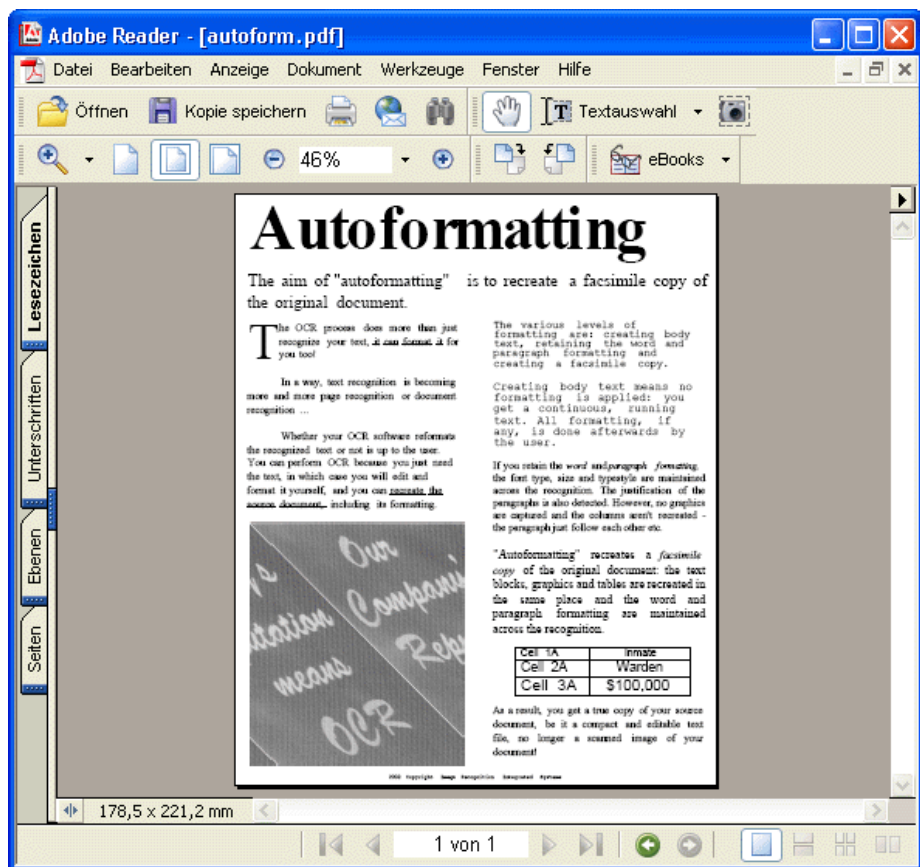 Adobe Reader - [autoform.pdf]
Datei Bearbeiten Anzeige Dokument Werkzeuge Fenster Hilfe
Öffnen Kopie speichern Textauswahl
46% eBooks
Lesezeichen
Unterschriften
Ebenen
Seiten
Autoformatting
The aim of "autoformatting" is to recreate a facsimile copy of
the original document.
The OCR process does more than just
recognize your text, it can format it for
you too!
In a way, text recognition is becoming
more and more page recognition or document
recognition ...
Whether your OCR software reformats
the recognized text or not is up to the user.
You can perform OCR because you just need
the text, in which case you will edit and
format it yourself, and you can recreate the
source document, including its formatting.
Our
Companí
Rep
utation
means
OCR
The various levels of
formatting are: creating body
text, retaining the word and
paragraph formatting and
creating a facsimile copy.
Creating body text means no
formatting is applied: you
get a continuous, running
text. All formatting, if
any, is done afterwards by
the user.
If you retain the word and paragraph formatting,
the font type, size and typestyle are maintained
across the recognition. The justification of the
paragraphs is also detected. However, no graphics
are captured and the columns aren't recreated -
the paragraph just follow each other etc.
"Autoformatting" recreates a facsimile
copy of the original document: the text
blocks, graphics and tables are recreated in
the same place and the word and
paragraph formatting are maintained
across the recognition.
Cell 1A Inmate
Cell 2A Warden
Cell 3A $100,000
As a result, you get a true copy of your source
document, be it a compact and editable text
file, no longer a scanned image of your
document!
Copyright Image Recognition Integrated Systems
178,5 x 221,2 mm
1 von 1